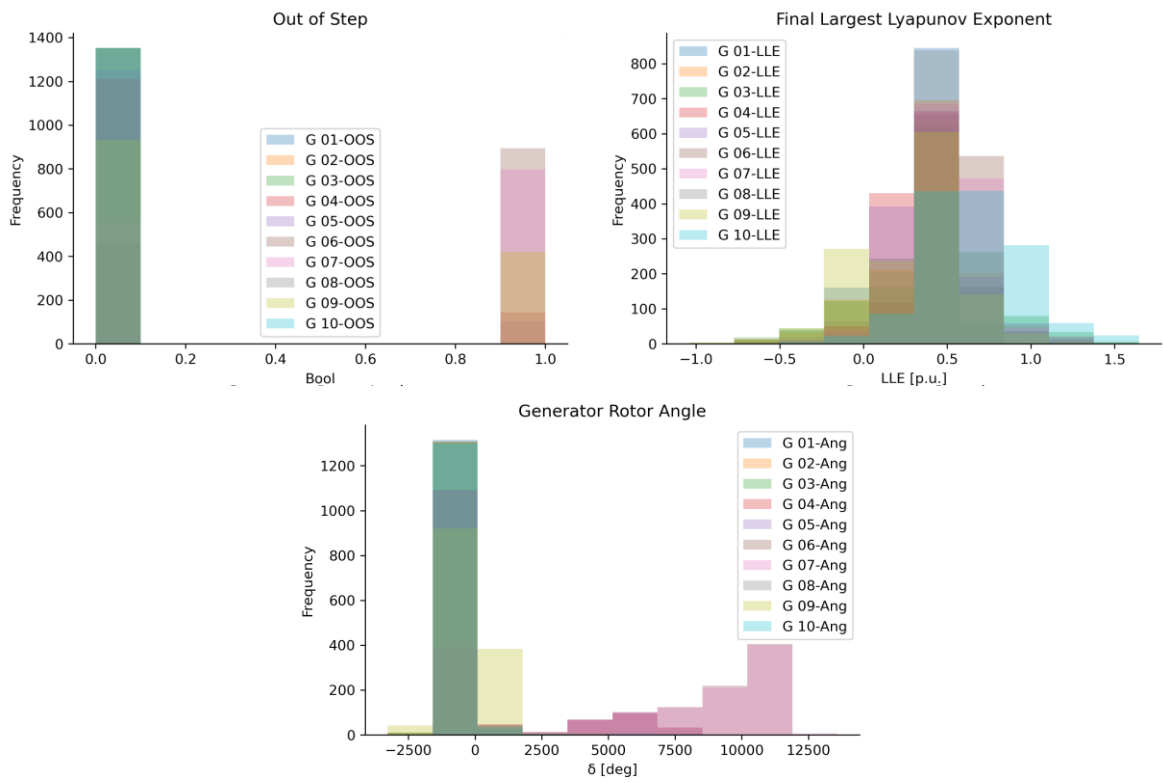 Out of Step
Frequency
1400
1200
1000
800
600
400
200
0
G 01-OOS
G 02-OOS
G 03-OOS
G 04-OOS
G 05-OOS
G 06-OOS
G 07-OOS
G 08-OOS
G 09-OOS
G 10-OOS
0.0 0.2 0.4 0.6 0.8 1.0
Bool
Final Largest Lyapunov Exponent
Frequency
800
700
600
500
400
300
200
100
0
G 01-LLE
G 02-LLE
G 03-LLE
G 04-LLE
G 05-LLE
G 06-LLE
G 07-LLE
G 08-LLE
G 09-LLE
G 10-LLE
−1.0 −0.5 0.0 0.5 1.0 1.5
LLE [p.u.]
Generator Rotor Angle
Frequency
1200
1000
800
600
400
200
0
G 01-Ang
G 02-Ang
G 03-Ang
G 04-Ang
G 05-Ang
G 06-Ang
G 07-Ang
G 08-Ang
G 09-Ang
G 10-Ang
−2500 0 2500 5000 7500 10000 12500
δ [deg]